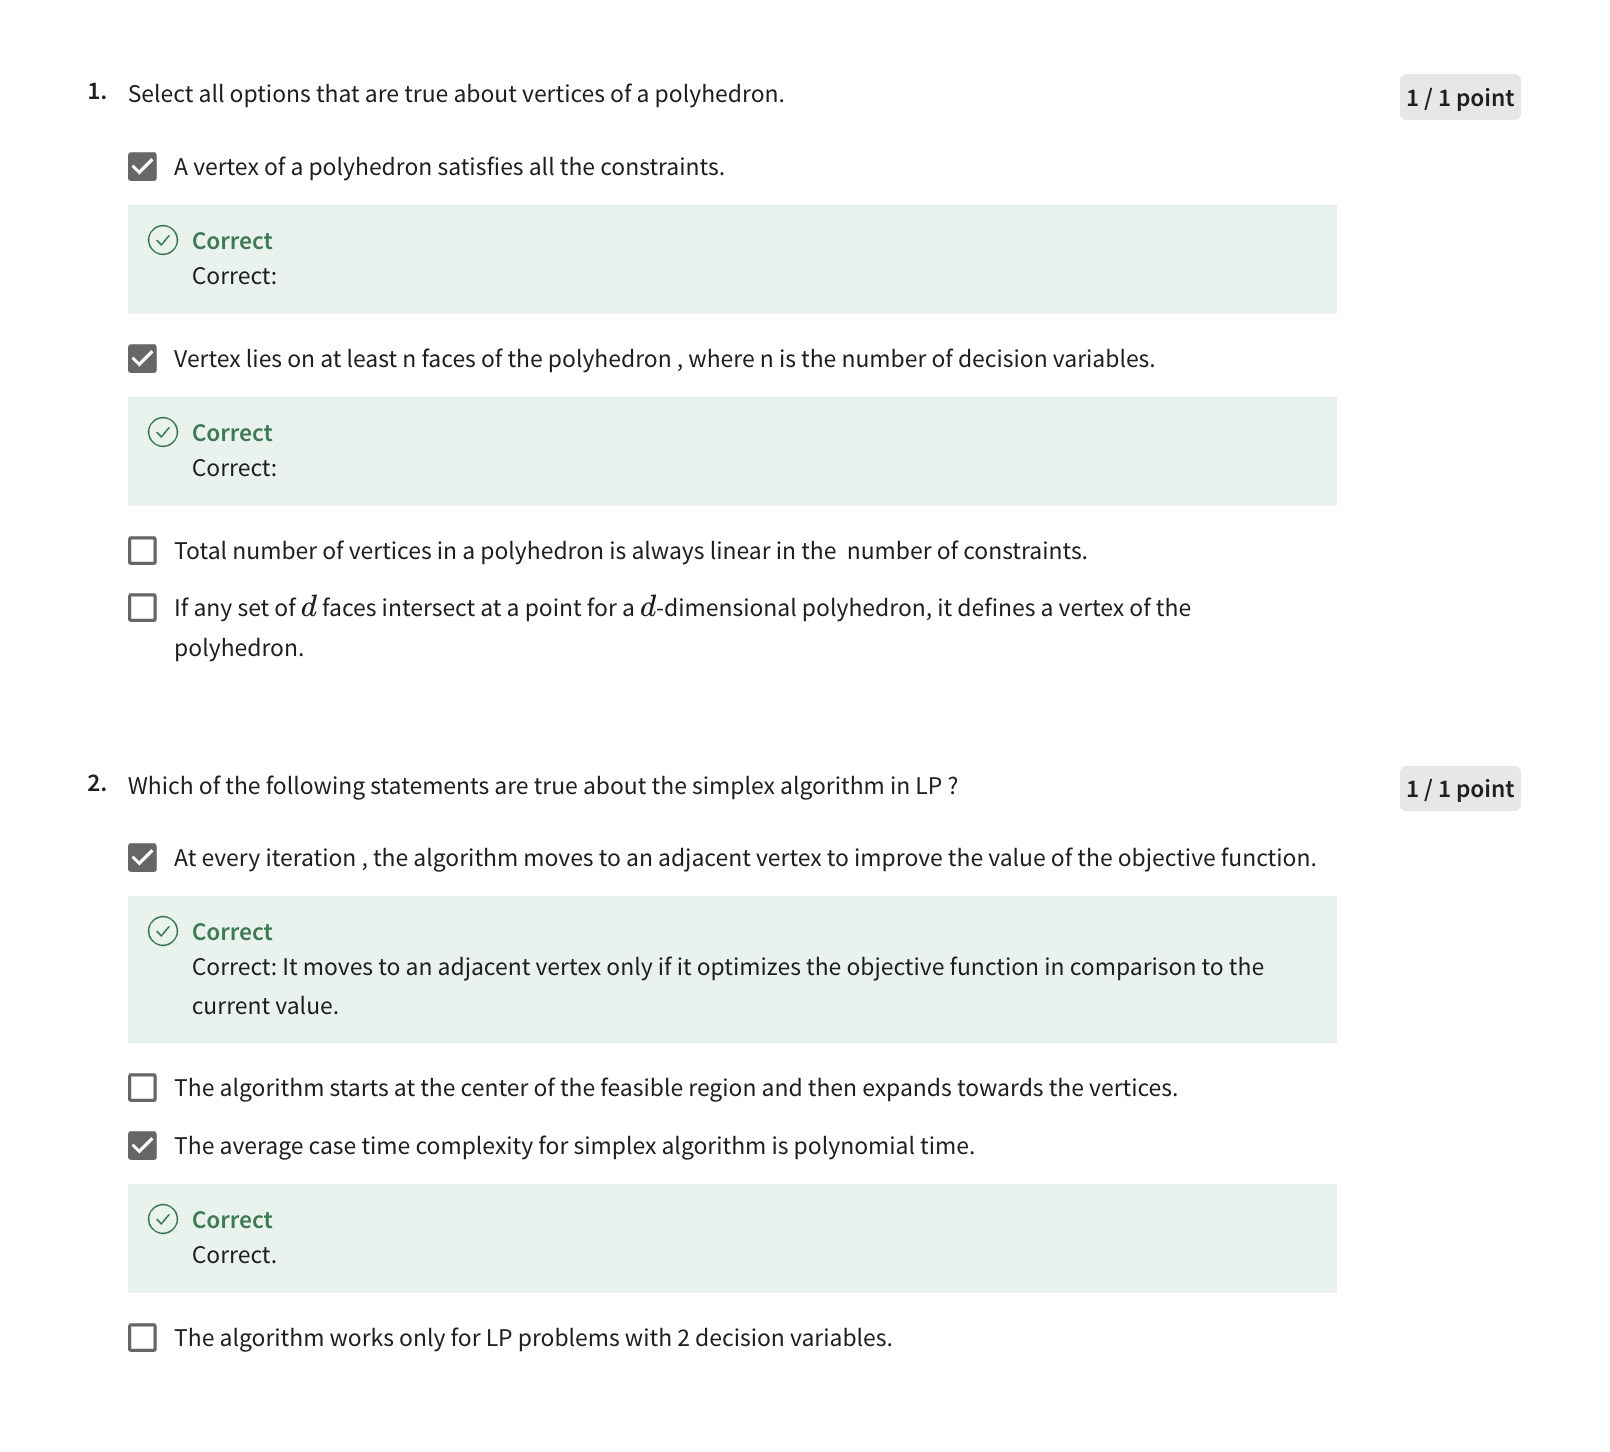 1. Select all options that are true about vertices of a polyhedron.
1 / 1 point
A vertex of a polyhedron satisfies all the constraints.
Correct
Correct:
Vertex lies on at least n faces of the polyhedron , where n is the number of decision variables.
Correct
Correct:
Total number of vertices in a polyhedron is always linear in the  number of constraints.
If any set of d faces intersect at a point for a d-dimensional polyhedron, it defines a vertex of the
polyhedron.
2. Which of the following statements are true about the simplex algorithm in LP ?
1 / 1 point
At every iteration , the algorithm moves to an adjacent vertex to improve the value of the objective function.
Correct
Correct: It moves to an adjacent vertex only if it optimizes the objective function in comparison to the
current value.
The algorithm starts at the center of the feasible region and then expands towards the vertices.
The average case time complexity for simplex algorithm is polynomial time.
Correct
Correct.
The algorithm works only for LP problems with 2 decision variables.